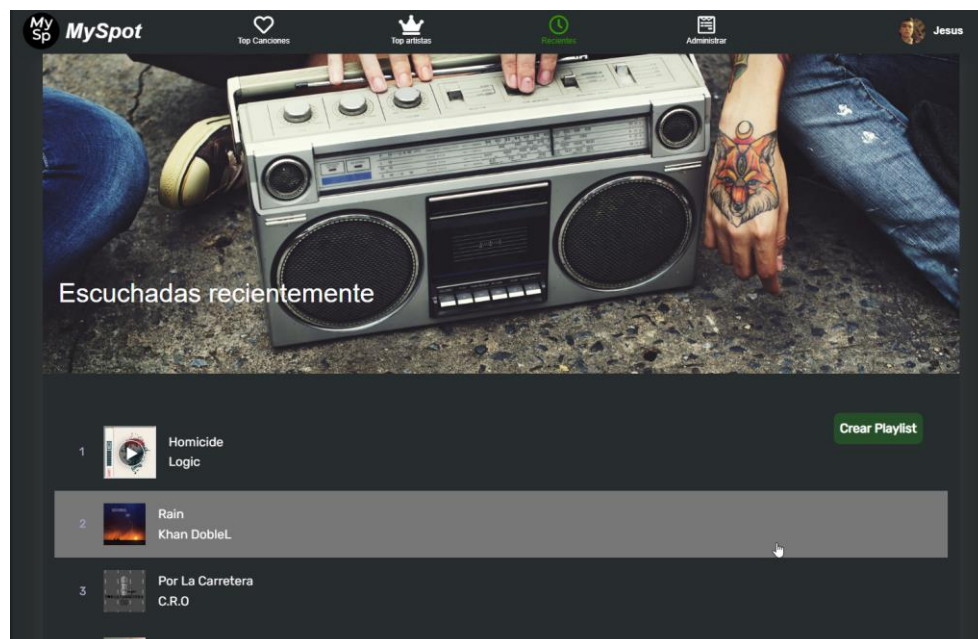 My
Sp
MySpot
Top Canciones
Top artistas
Recientes
Administrar
Jesus
Escuchadas recientemente
Crear Playlist
1
Homicide
Logic
2
Rain
Khan DobleL
3
Por La Carretera
C.R.O